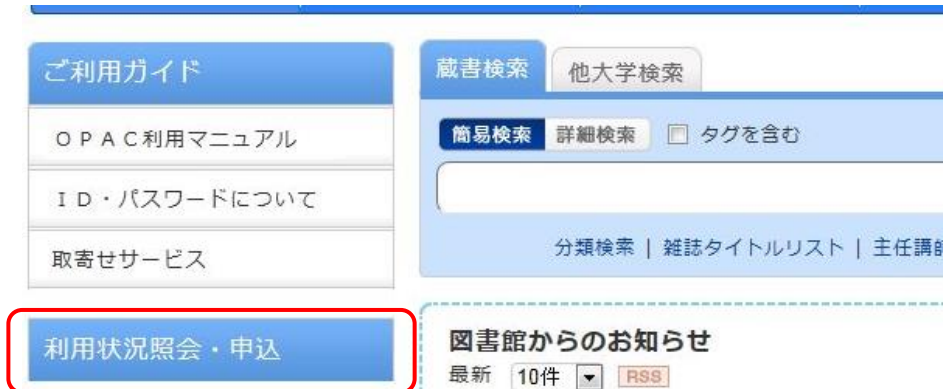 ご利用ガイド
ＯＰＡＣ利用マニュアル
ＩＤ・パスワードについて
取寄せサービス
利用状況照会・申込
蔵書検索 他大学検索
簡易検索 詳細検索 タグを含む
分類検索 | 雑誌タイトルリスト | 主任講師
図書館からのお知らせ
最新 10件 RSS